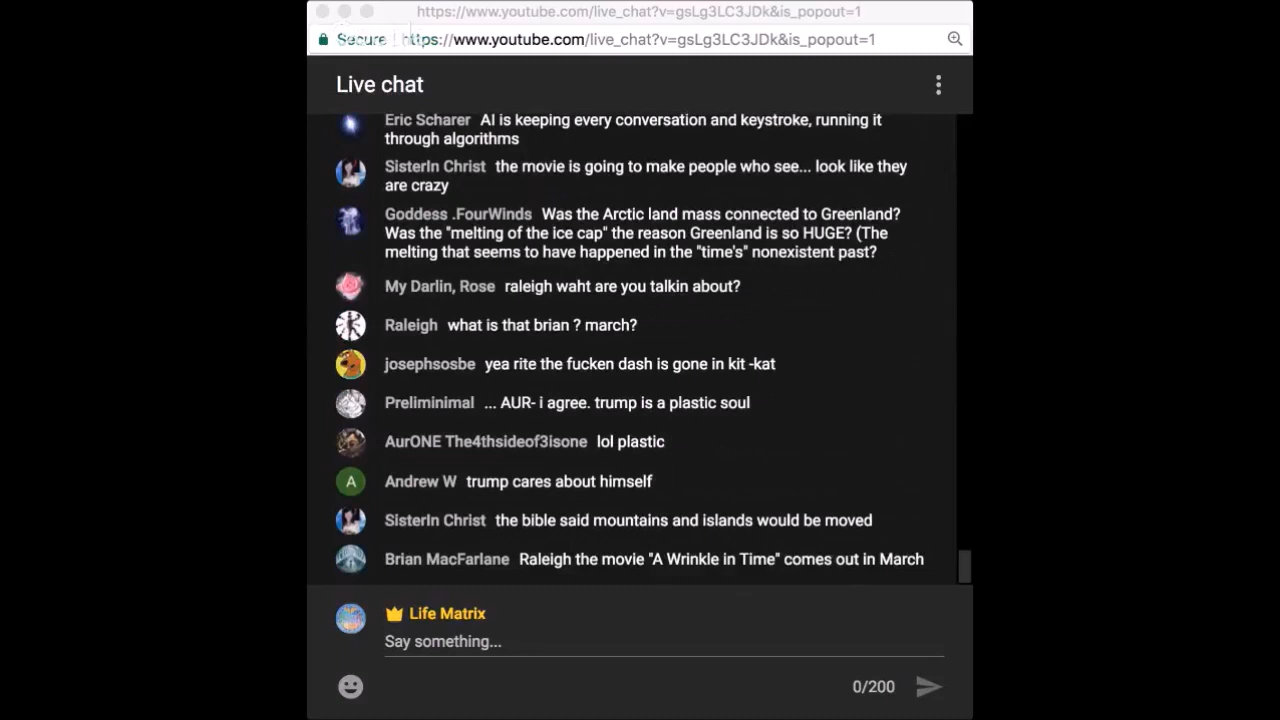 https://www.youtube.com/live_chat?v=gsLg3LC3JDk&is_popout=1
Secure https://www.youtube.com/live_chat?v=gsLg3LC3JDk&is_popout=1
Live chat
Eric Scharer AI is keeping every conversation and keystroke, running it
through algorithms
SisterIn Christ the movie is going to make people who see... look like they
are crazy
Goddess .FourWinds Was the Arctic land mass connected to Greenland?
Was the "melting of the ice cap" the reason Greenland is so HUGE? (The
melting that seems to have happened in the "time's" nonexistent past?
My Darlin, Rose raleigh waht are you talkin about?
Raleigh what is that brian ? march?
josephsosbe yea rite the fucken dash is gone in kit -kat
Preliminimal ... AUR- i agree. trump is a plastic soul
AurONE The4thsideof3isone lol plastic
A Andrew W trump cares about himself
SisterIn Christ the bible said mountains and islands would be moved
Brian MacFarlane Raleigh the movie "A Wrinkle in Time" comes out in March
Life Matrix
Say something...
0/200